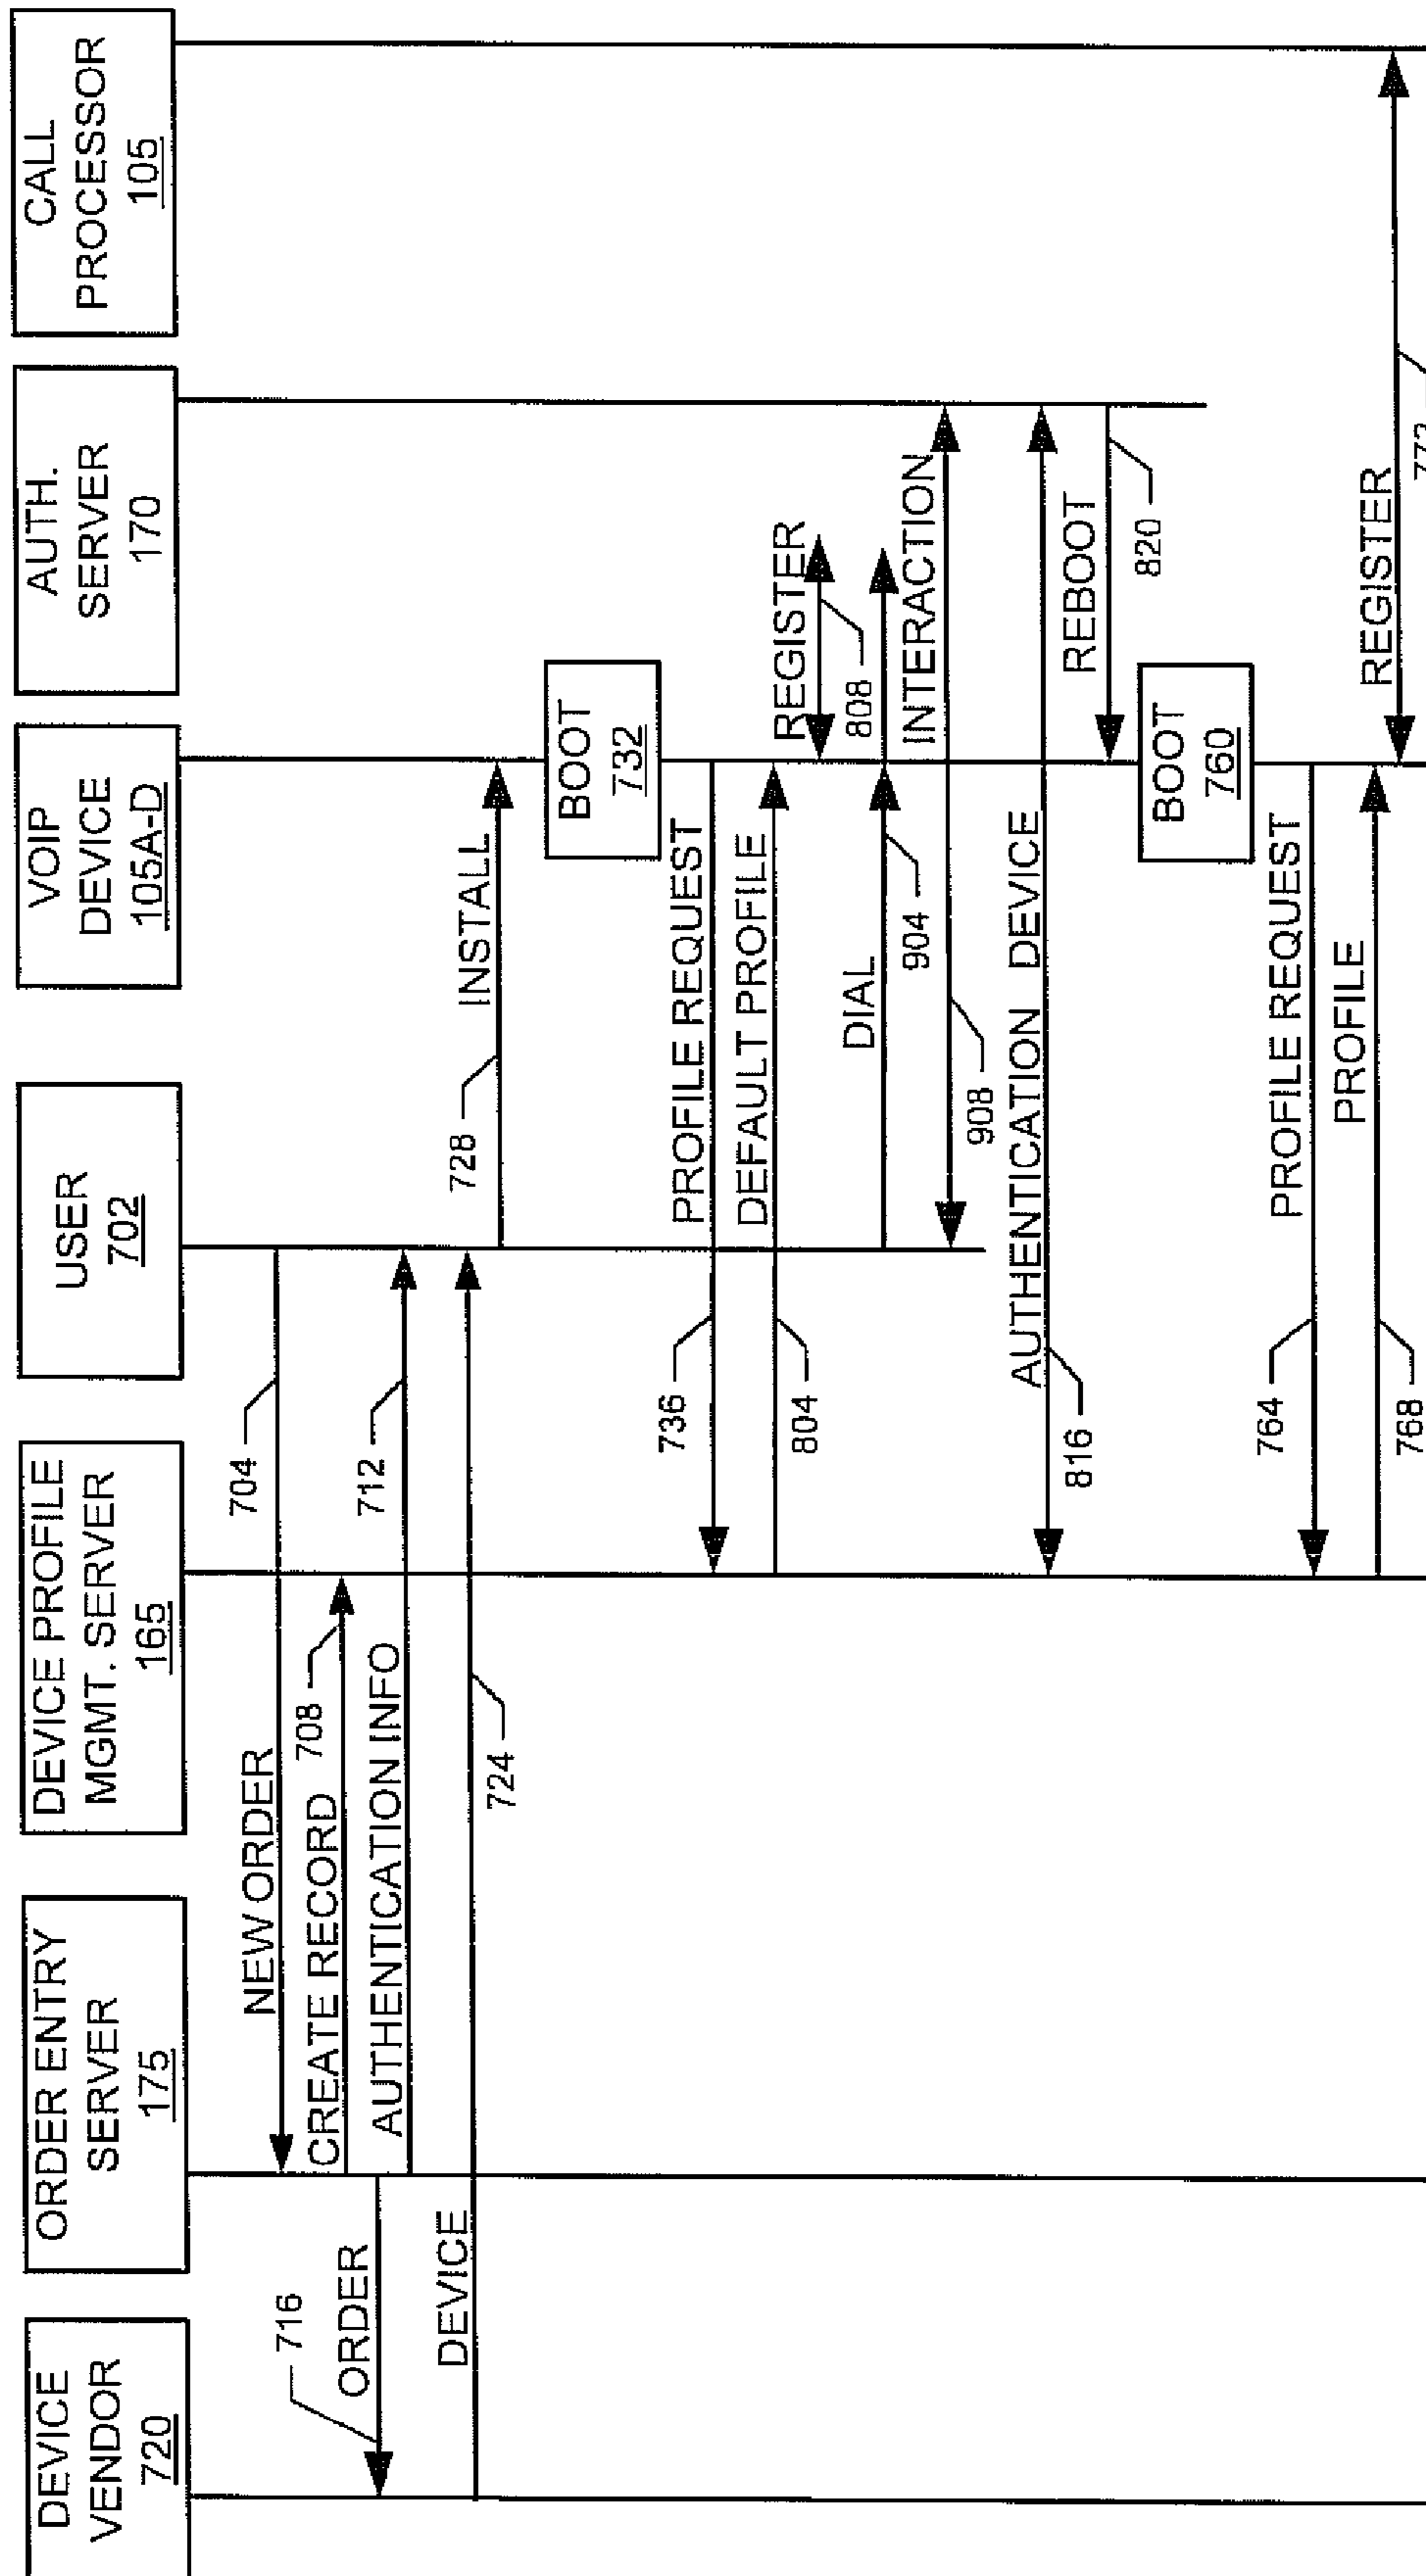 DEVICE
VENDOR
720
ORDER ENTRY
SERVER
175
DEVICE PROFILE
MGMT. SERVER
165
USER
702
VOIP
DEVICE
105A-D
AUTH.
SERVER
170
CALL
PROCESSOR
105
NEW ORDER
704
CREATE RECORD
708
716
ORDER
AUTHENTICATION INFO
712
DEVICE
724
728
INSTALL
BOOT
732
PROFILE REQUEST
736
DEFAULT PROFILE
804
REGISTER
808
DIAL
904
INTERACTION
908
AUTHENTICATION DEVICE
816
REBOOT
820
BOOT
760
PROFILE REQUEST
764
PROFILE
768
REGISTER